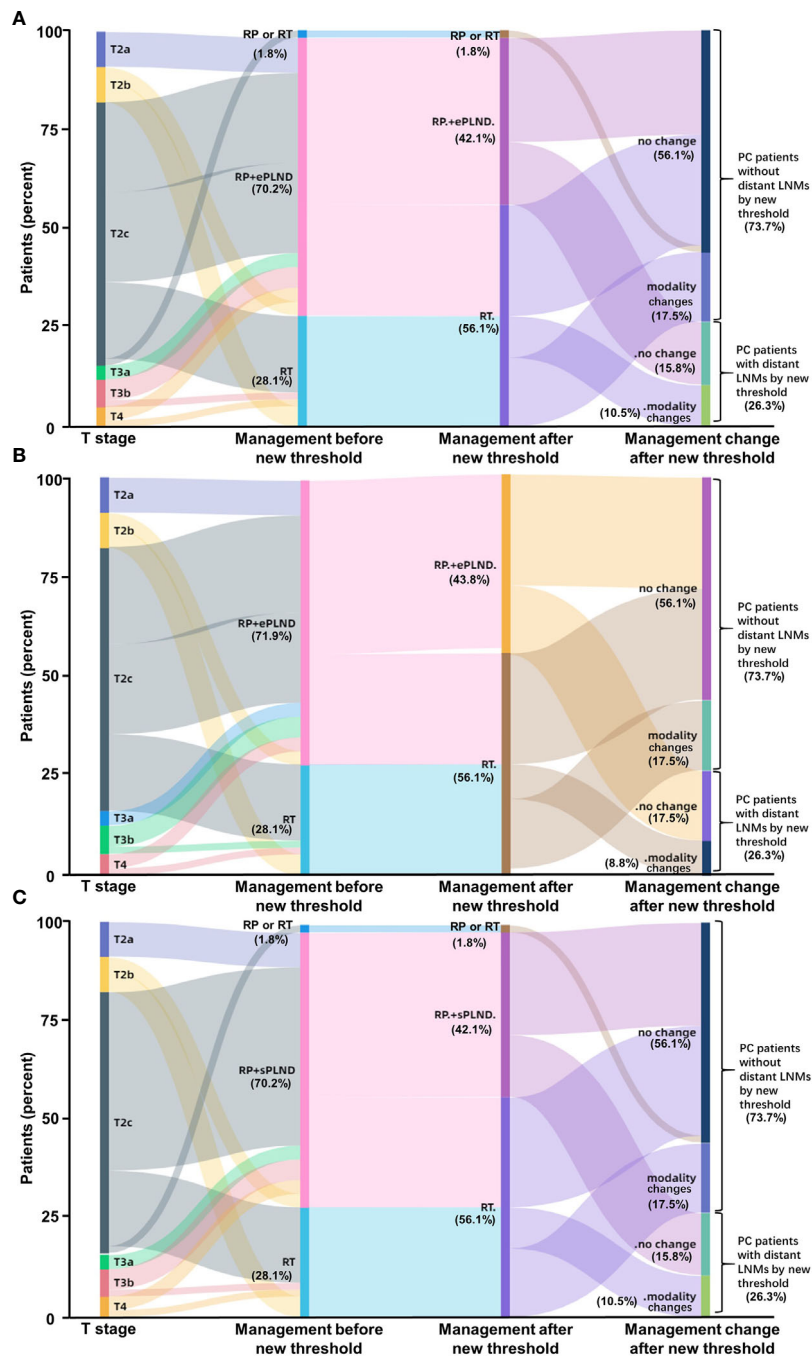 A
100
75
50
25
0
Patients (percent)
T2a
T2b
T2c
T3a
T3b
T4
RP or RT
(1.8%)
RP+ePLND
(70.2%)
RT
(28.1%)
RP or RT
(1.8%)
RP.+ePLND.
(42.1%)
RT.
(56.1%)
no change
(56.1%)
modality
changes
(17.5%)
.no change
(15.8%)
(10.5%)
.modality
changes
PC patients
without
distant LNMs
by new
threshold
(73.7%)
PC patients
with distant
LNMs by new
threshold
(26.3%)
T stage
Management before
new threshold
Management after
new threshold
Management change
after new threshold
B
100
75
50
25
0
Patients (percent)
T2a
T2b
T2c
T3a
T3b
T4
RP+ePLND
(71.9%)
RT
(28.1%)
RP.+ePLND.
(43.8%)
RT.
(56.1%)
no change
(56.1%)
modality
changes
(17.5%)
.no change
(17.5%)
(8.8%)
.modality
changes
PC patients
without
distant LNMs
by new
threshold
(73.7%)
PC patients
with distant
LNMs by new
threshold
(26.3%)
T stage
Management before
new threshold
Management after
new threshold
Management change
after new threshold
C
100
75
50
25
0
Patients (percent)
T2a
T2b
T2c
T3a
T3b
T4
RP or RT
(1.8%)
RP+sPLND
(70.2%)
RT
(28.1%)
RP or RT
(1.8%)
RP.+sPLND.
(42.1%)
RT.
(56.1%)
no change
(56.1%)
modality
changes
(17.5%)
.no change
(15.8%)
(10.5%)
.modality
changes
PC patients
without
distant LNMs
by new
threshold
(73.7%)
PC patients
with distant
LNMs by new
threshold
(26.3%)
T stage
Management before
new threshold
Management after
new threshold
Management change
after new threshold